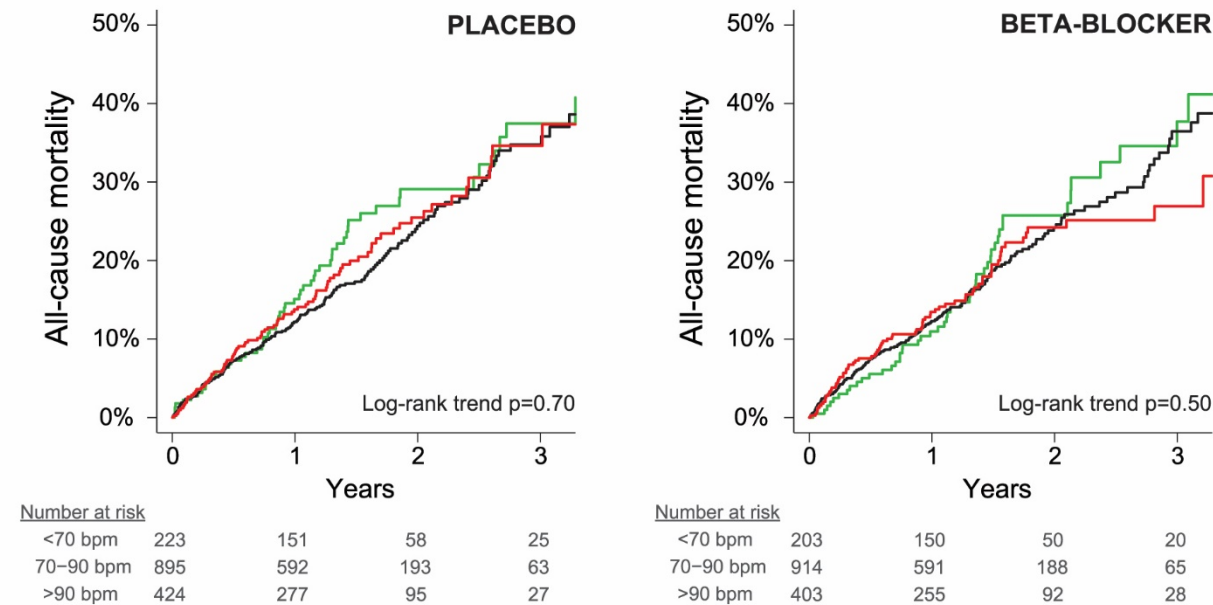 PLACEBO
50%
40%
30%
20%
10%
0%
All-cause mortality
Log-rank trend p=0.70
0 1 2 3
Years
Number at risk
<70 bpm 223 151 58 25
70–90 bpm 895 592 193 63
>90 bpm 424 277 95 27
BETA-BLOCKER
50%
40%
30%
20%
10%
0%
All-cause mortality
Log-rank trend p=0.50
0 1 2 3
Years
Number at risk
<70 bpm 203 150 50 20
70–90 bpm 914 591 188 65
>90 bpm 403 255 92 28